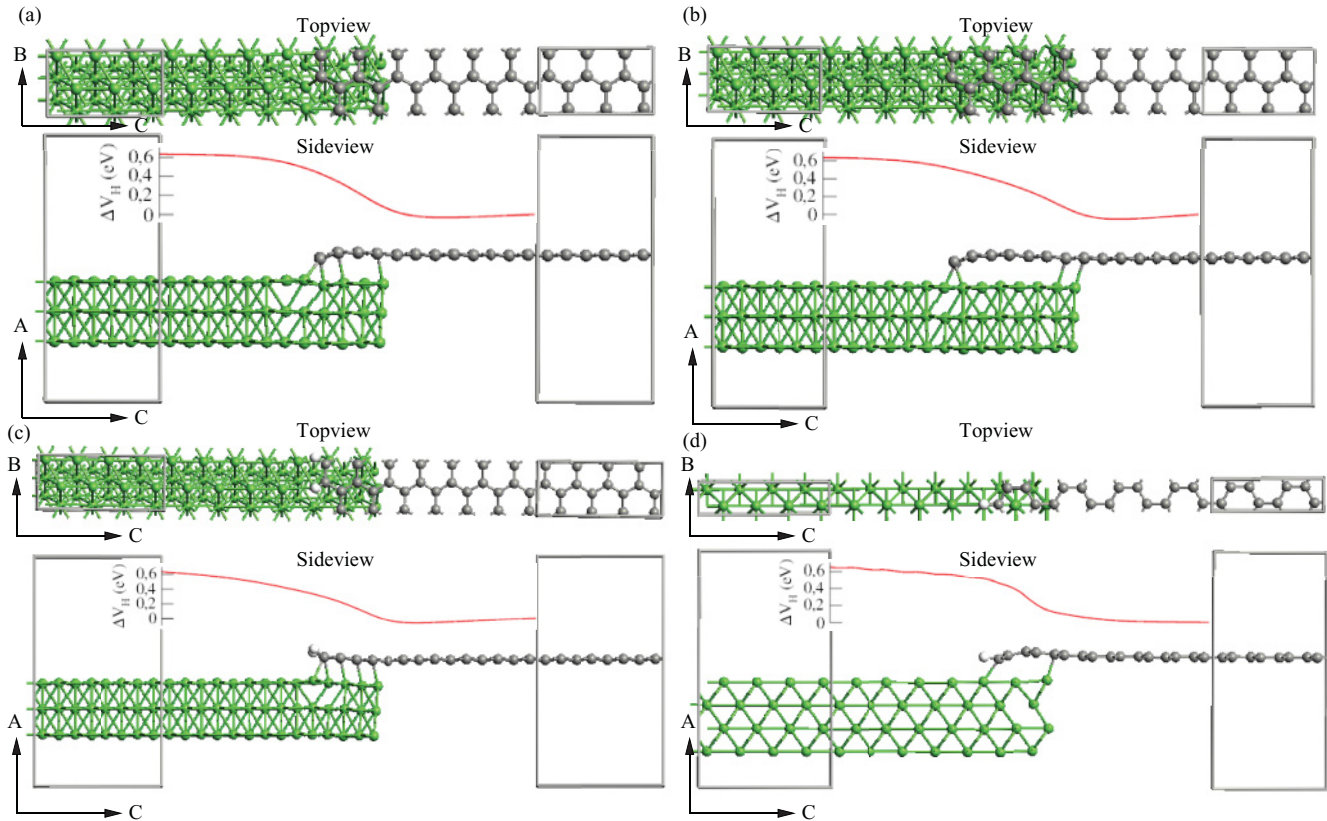 (a)
Topview
B
C
Sideview
0,6
0,4
0,2
0
ΔV_H (eV)
A
C
(b)
Topview
B
C
Sideview
0,6
0,4
0,2
0
ΔV_H (eV)
A
C
(c)
Topview
B
C
Sideview
0,6
0,4
0,2
0
ΔV_H (eV)
A
C
(d)
Topview
B
C
Sideview
0,6
0,4
0,2
0
ΔV_H (eV)
A
C